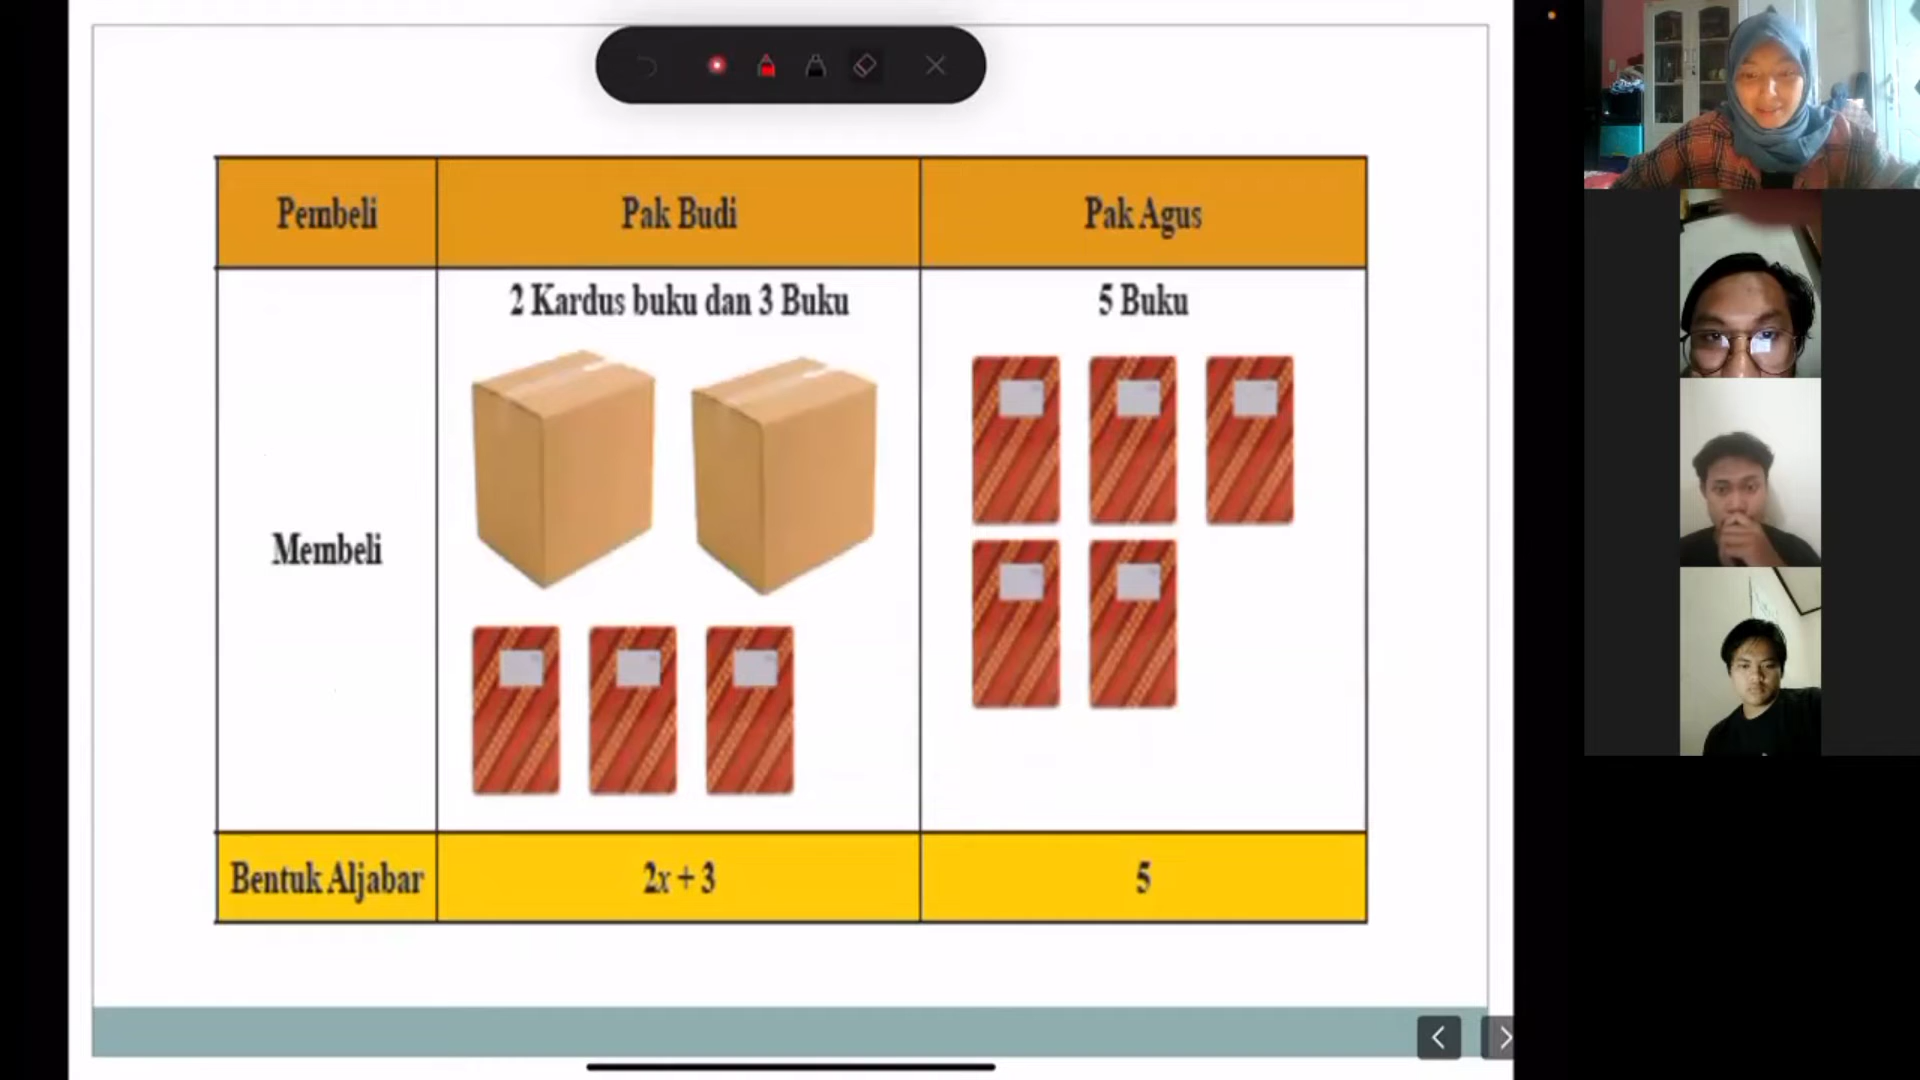 Pembeli
Pak Budi
Pak Agus
Membeli
2 Kardus buku dan 3 Buku
5 Buku
Bentuk Aljabar
2x + 3
5